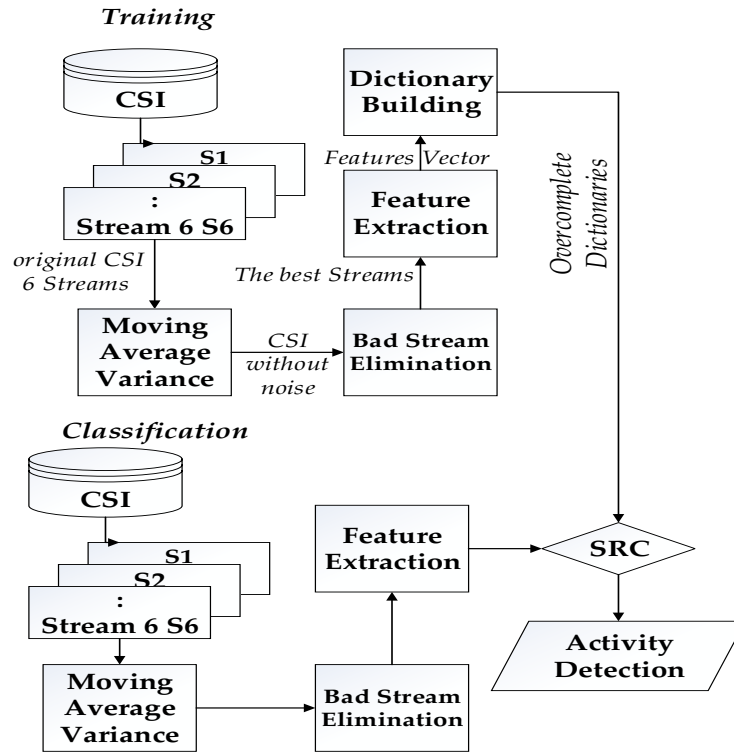 Training
CSI
S1
S2
:
Stream 6 S6
original CSI
6 Streams
Moving
Average
Variance
CSI
without
noise
Bad Stream
Elimination
The best Streams
Feature
Extraction
Features Vector
Dictionary
Building
Overcomplete
Dictionaries
Classification
CSI
S1
S2
:
Stream 6 S6
Moving
Average
Variance
Bad Stream
Elimination
Feature
Extraction
SRC
Activity
Detection